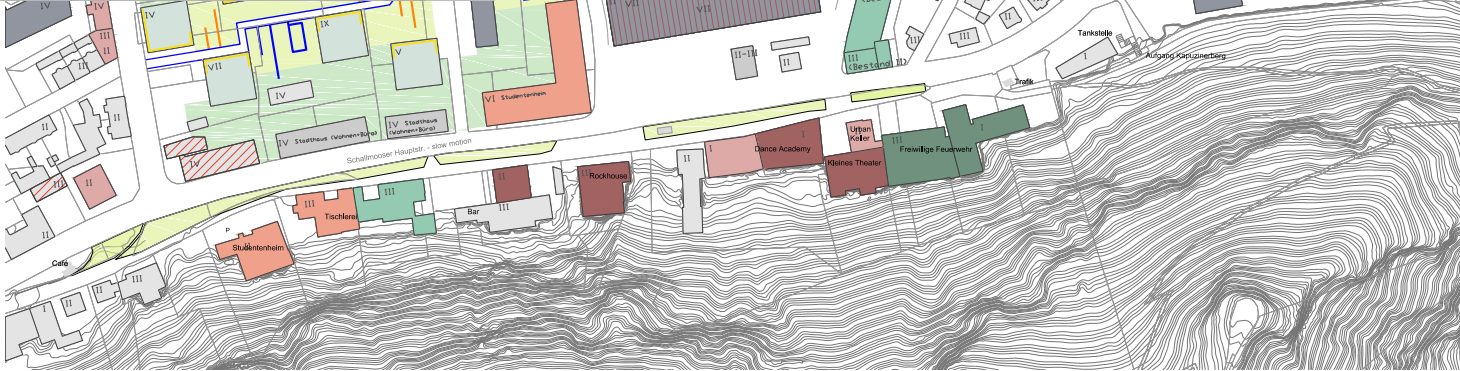 IV
IV
IX
VII
VII
III
II
III
V
VII
II-III
II
III
(Bestand II)
III
II
Tankstelle
I
Aufgang Kapuzinerberg
Trafik
IV
VI Studentenheim
II
II
IV Stadthaus (Wohnen+Büro)
IV Stadthaus
(Wohnen+Büro)
Schallmooser Hauptstr. - slow motion
IV
III
II
II
I
I
Dance Academy
Urban
Keller
Kleines Theater
III
I
Freiwillige Feuerwehr
II
III
Rockhouse
II
III
III
Tischlerei
Bar
III
P
Studentenheim
Café
III
II
II
I
II